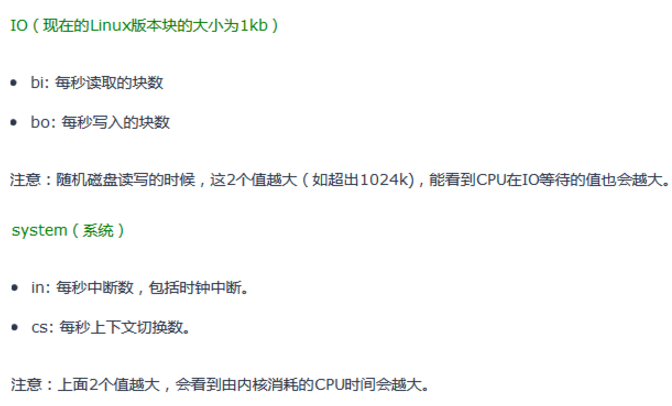 IO（现在的Linux版本块的大小为1kb）
• bi: 每秒读取的块数
• bo: 每秒写入的块数
注意：随机磁盘读写的时候，这2个值越大（如超出1024k)，能看到CPU在IO等待的值也会越大。
system（系统）
• in: 每秒中断数，包括时钟中断。
• cs: 每秒上下文切换数。
注意：上面2个值越大，会看到由内核消耗的CPU时间会越大。